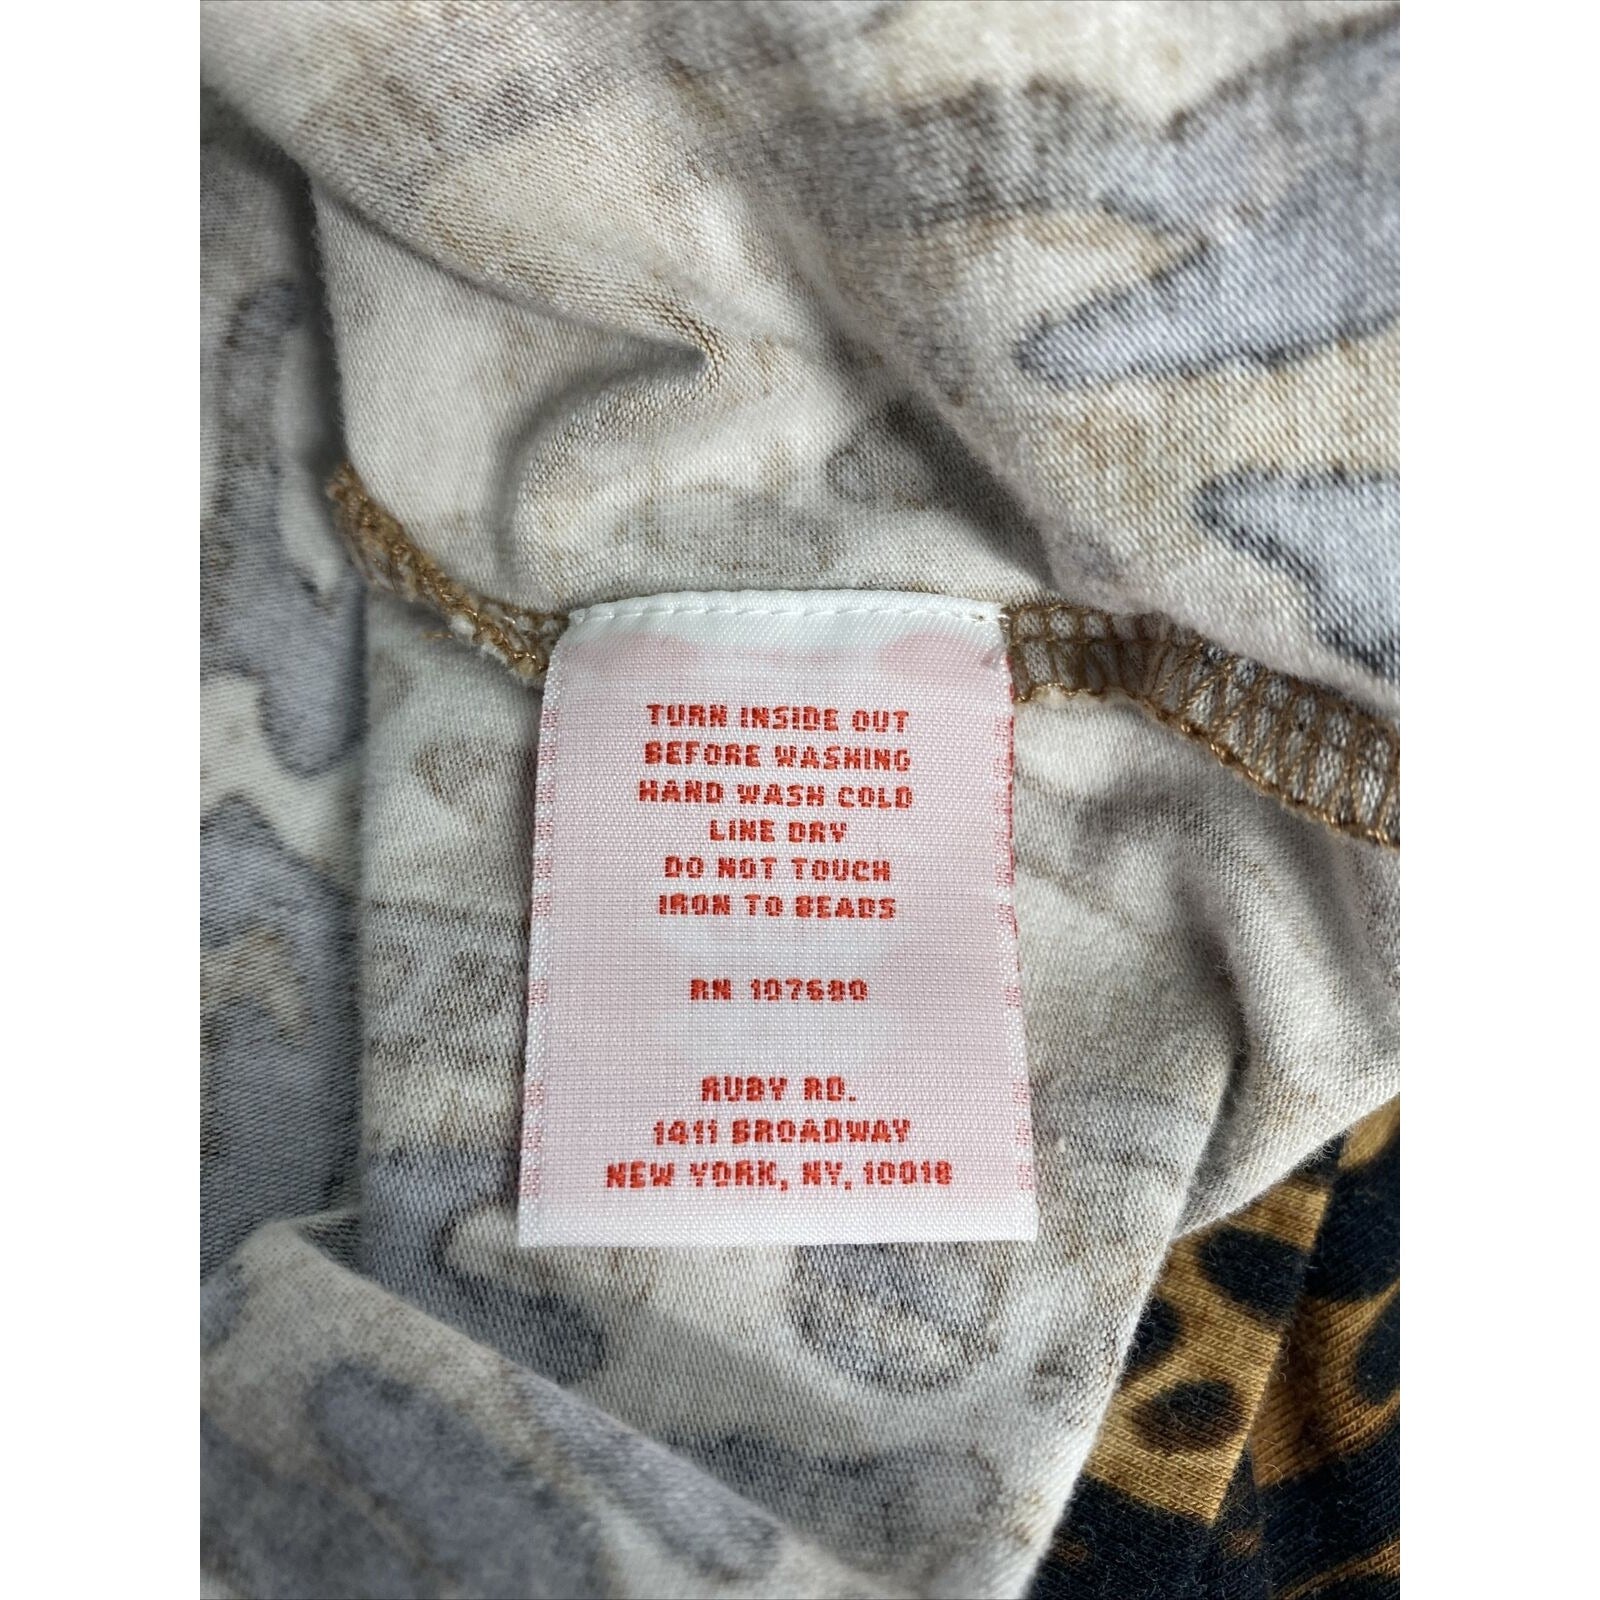 TURN INSIDE OUT
BEFORE WASHING
HAND WASH COLD
LINE DRY
DO NOT TOUCH
IRON TO BEADS
RN 107680
RUBY RD.
1411 BROADWAY
NEW YORK, NY, 10018